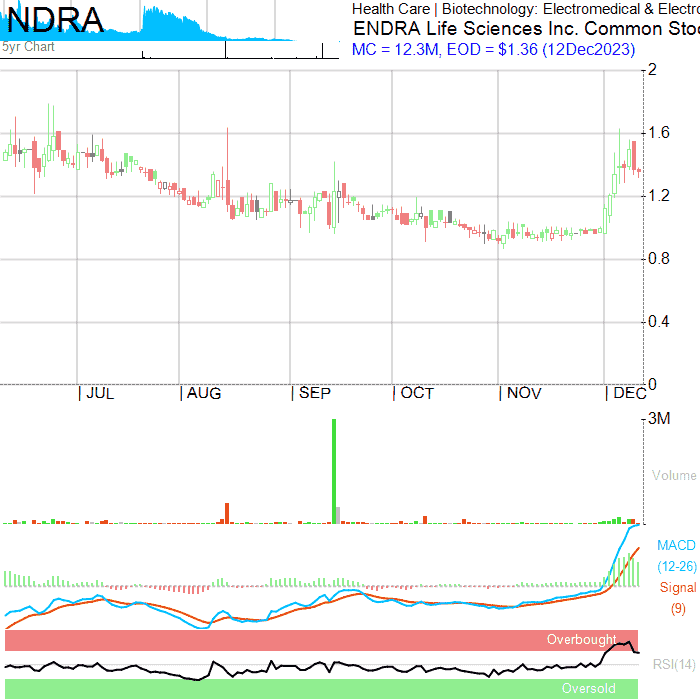 NDRA
5yr Chart
Health Care | Biotechnology: Electromedical & Electro
ENDRA Life Sciences Inc. Common Stoc
MC = 12.3M, EOD = $1.36 (12Dec2023)
2
1.6
1.2
0.8
0.4
0
| JUL | AUG | SEP | OCT | NOV | DEC
3M
Volume
MACD
(12-26)
Signal
(9)
Overbought
RSI(14)
Oversold